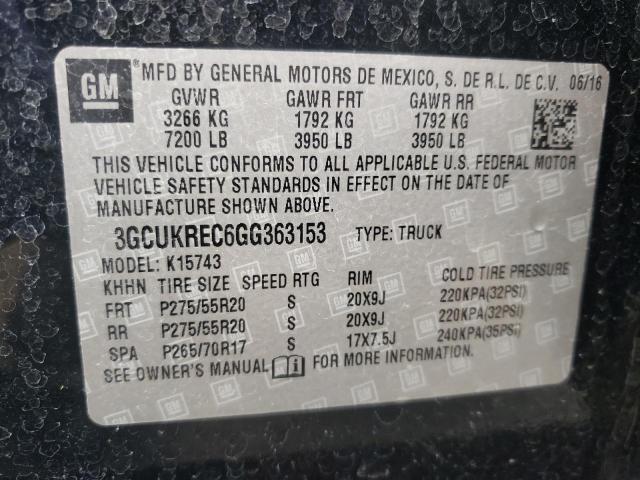 GM ® MFD BY GENERAL MOTORS DE MEXICO, S. DE R.L. DE C.V. 06/16
GVWR GAWR FRT GAWR RR
3266 KG 1792 KG 1792 KG
7200 LB 3950 LB 3950 LB
THIS VEHICLE CONFORMS TO ALL APPLICABLE U.S. FEDERAL MOTOR
VEHICLE SAFETY STANDARDS IN EFFECT ON THE DATE OF
MANUFACTURE SHOWN ABOVE.
3GCUKREC6GG363153 TYPE: TRUCK
MODEL: K15743
KHHN TIRE SIZE SPEED RTG RIM COLD TIRE PRESSURE
FRT P275/55R20 S 20X9J 220KPA(32PSI)
RR P275/55R20 S 20X9J 220KPA(32PSI)
SPA P265/70R17 S 17X7.5J 240KPA(35PSI)
SEE OWNER'S MANUAL i FOR MORE INFORMATION